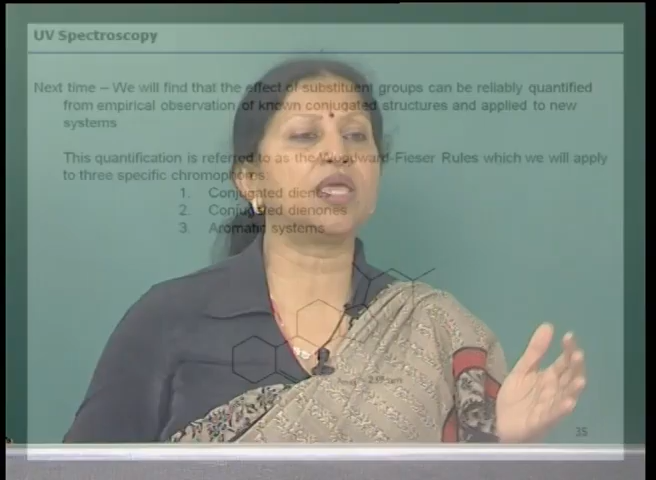 UV Spectroscopy
Next time – We will find that the effect of substituent groups can be reliably quantified
from empirical observation of known conjugated structures and applied to new
systems
This quantification is referred to as the Woodward-Fieser Rules which we will apply
to three specific chromophores:
1. Conjugated dienes
2. Conjugated dienones
3. Aromatic systems
35